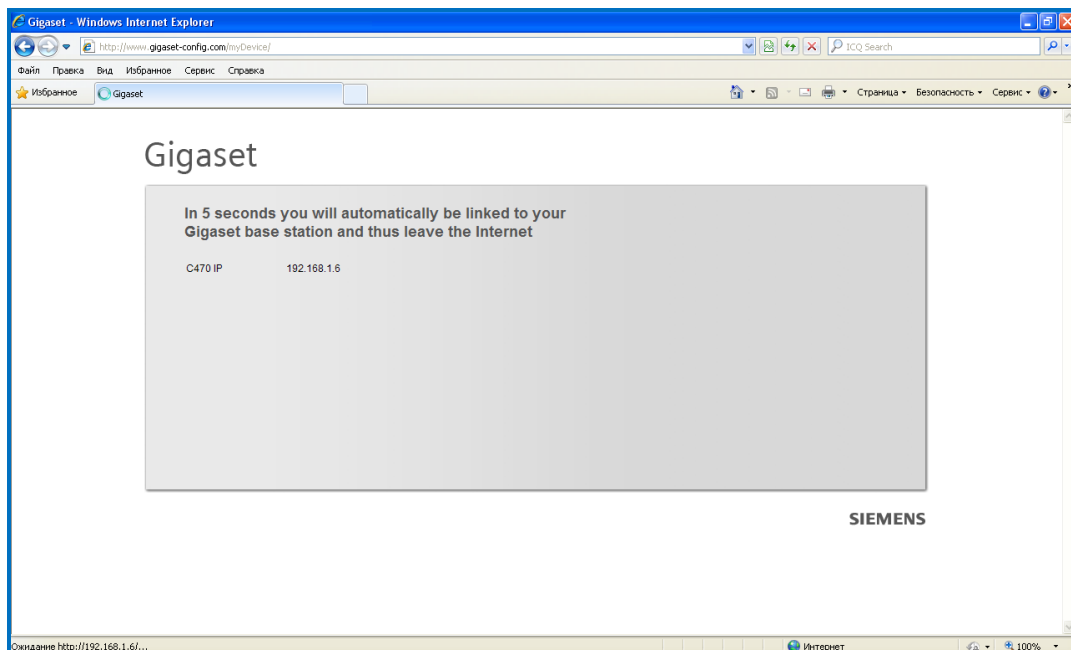 Gigaset - Windows Internet Explorer
http://www.gigaset-config.com/myDevice/
ICQ Search
Файл Правка Вид Избранное Сервис Справка
Избранное Gigaset Страница Безопасность Сервис
Gigaset
In 5 seconds you will automatically be linked to your
Gigaset base station and thus leave the Internet
C470 IP 192.168.1.6
SIEMENS
Ожидание http://192.168.1.6/... Интернет 100%